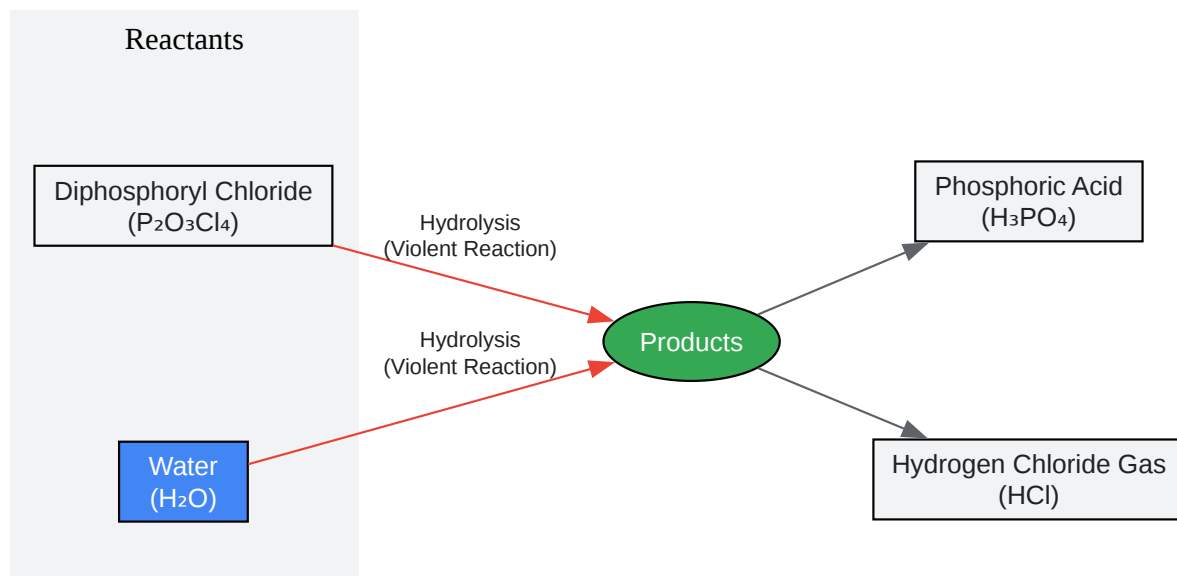 Reactants
Diphosphoryl Chloride
(P₂O₃Cl₄)
Hydrolysis
(Violent Reaction)
Phosphoric Acid
(H₃PO₄)
Products
Hydrolysis
(Violent Reaction)
Water
(H₂O)
Hydrogen Chloride Gas
(HCl)